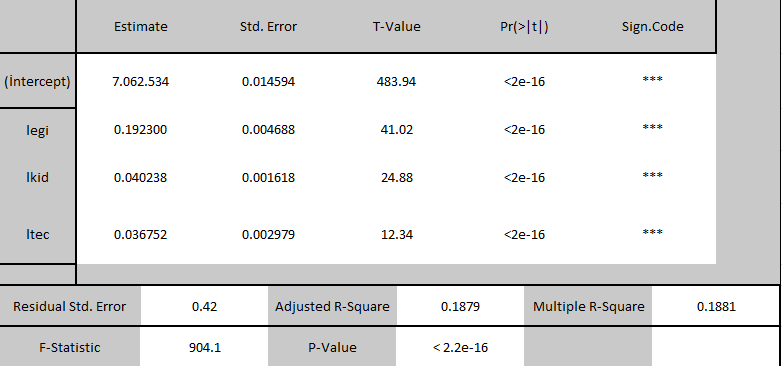 Estimate Std. Error T-Value Pr(>|t|) Sign.Code
(İntercept) 7.062.534 0.014594 483.94 <2e-16 ***
legi 0.192300 0.004688 41.02 <2e-16 ***
lkid 0.040238 0.001618 24.88 <2e-16 ***
ltec 0.036752 0.002979 12.34 <2e-16 ***
Residual Std. Error 0.42 Adjusted R-Square 0.1879 Multiple R-Square 0.1881
F-Statistic 904.1 P-Value < 2.2e-16